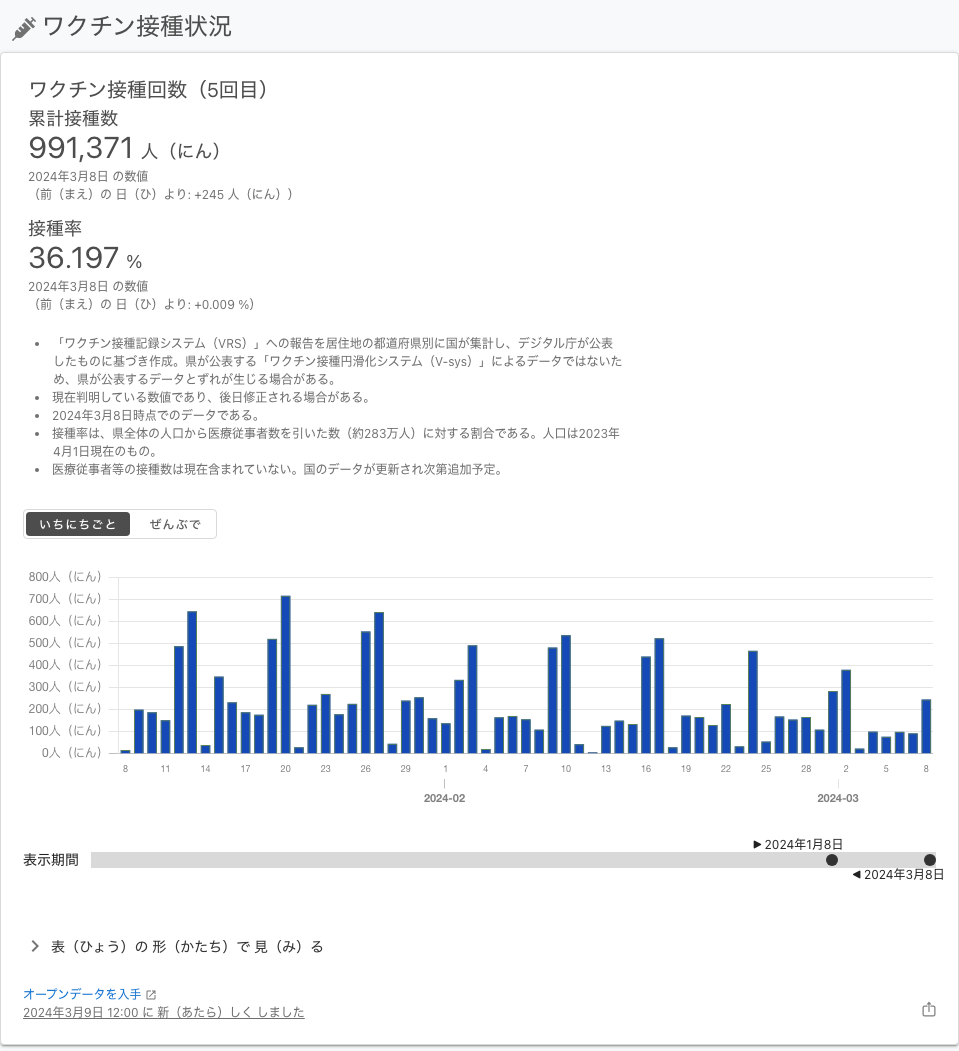 ワクチン接種状況
ワクチン接種回数（5回目）
累計接種数
991,371 人（にん）
2024年3月8日 の数値
（前（まえ）の 日（ひ）より: +245 人（にん））
接種率
36.197 %
2024年3月8日 の数値
（前（まえ）の 日（ひ）より: +0.009 %）
• 「ワクチン接種記録システム（VRS）」への報告を居住地の都道府県別に国が集計し、デジタル庁が公表
したものに基づき作成。県が公表する「ワクチン接種円滑化システム（V-sys）」によるデータではないた
め、県が公表するデータとずれが生じる場合がある。
• 現在判明している数値であり、後日修正される場合がある。
• 2024年3月8日時点でのデータである。
• 接種率は、県全体の人口から医療従事者数を引いた数（約283万人）に対する割合である。人口は2023年
4月1日現在のもの。
• 医療従事者等の接種数は現在含まれていない。国のデータが更新され次第追加予定。
いちにちごと ぜんぶで
800人（にん）
700人（にん）
600人（にん）
500人（にん）
400人（にん）
300人（にん）
200人（にん）
100人（にん）
0人（にん）
8 11 14 17 20 23 26 29 1 4 7 10 13 16 19 22 25 28 2 5 8
2024-02 2024-03
▶ 2024年1月8日
表示期間
◀ 2024年3月8日
表（ひょう）の 形（かたち）で 見（み）る
オープンデータを入手
2024年3月9日 12:00 に 新（あたら）しく しました